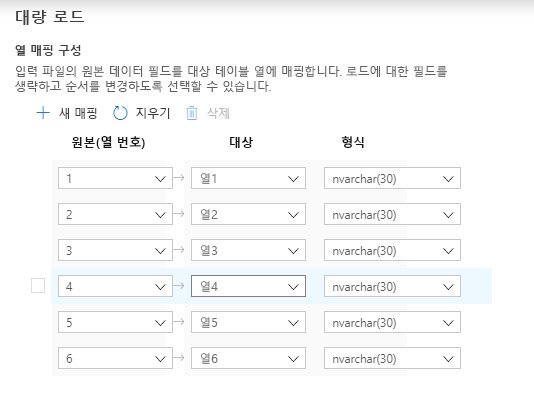 대량 로드
열 매핑 구성
입력 파일의 원본 데이터 필드를 대상 테이블 열에 매핑합니다. 로드에 대한 필드를
생략하고 순서를 변경하도록 선택할 수 있습니다.
새 매핑 지우기 삭제
원본(열 번호) 대상 형식
1 열1 nvarchar(30)
2 열2 nvarchar(30)
3 열3 nvarchar(30)
4 열4 nvarchar(30)
5 열5 nvarchar(30)
6 열6 nvarchar(30)